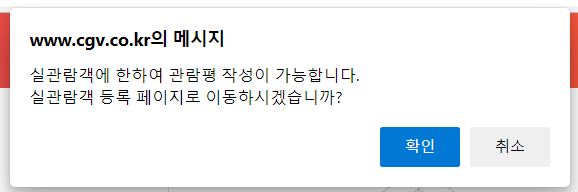 www.cgv.co.kr의 메시지
실관람객에 한하여 관람평 작성이 가능합니다.
실관람객 등록 페이지로 이동하시겠습니까?
확인 취소